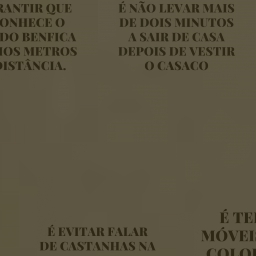 RANTIR QUE
ONHECE O
DO BENFICA
NOS METROS
DISTÂNCIA.
É NÃO LEVAR MAIS
DE DOIS MINUTOS
A SAIR DE CASA
DEPOIS DE VESTIR
O CASACO
É EVITAR FALAR
DE CASTANHAS NA
É TE
MÓVEI
COLO